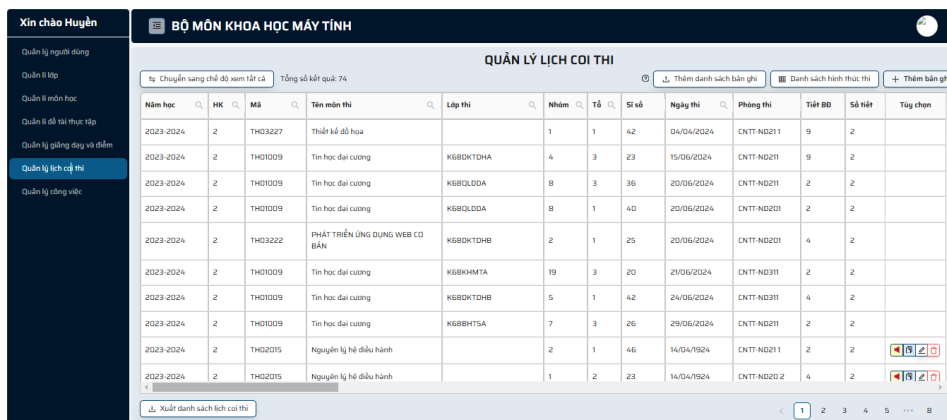 Xin chào Huyền
BỘ MÔN KHOA HỌC MÁY TÍNH
Quản lý người dùng
Quản lí lớp
Quản lí môn học
Quản lí đề tài thực tập
Quản lý giảng dạy và điểm
Quản lý lịch coi thi
Quản lý công việc
QUẢN LÝ LỊCH COI THI
Chuyển sang chế độ xem tất cả Tổng số kết quả: 74 Thêm danh sách bản ghi Danh sách hình thức thi + Thêm bản gh
Năm học HK Mã Tên môn thi Lớp thi Nhóm Tổ Sĩ số Ngày thi Phòng thi Tiết BĐ Số tiết Tùy chọn
2023-2024 2 TH03227 Thiết kế đồ họa 1 1 42 04/04/2024 CNTT-ND21 1 9 2
2023-2024 2 TH01009 Tin học đại cương K68DKTDHA 4 3 23 15/06/2024 CNTT-ND211 9 2
2023-2024 2 TH01009 Tin học đại cương K68QLDDA 8 3 36 20/06/2024 CNTT-ND211 2 2
2023-2024 2 TH01009 Tin học đại cương K68QLDDA 8 1 40 20/06/2024 CNTT-ND201 2 2
2023-2024 2 TH03222 PHÁT TRIỂN ỨNG DỤNG WEB CƠ BẢN K68DKTDHB 2 1 25 20/06/2024 CNTT-ND201 4 2
2023-2024 2 TH01009 Tin học đại cương K68KHMTA 19 3 20 21/06/2024 CNTT-ND311 2 2
2023-2024 2 TH01009 Tin học đại cương K68DKTDHB 5 1 42 24/06/2024 CNTT-ND311 4 2
2023-2024 2 TH01009 Tin học đại cương K68BHTSA 7 3 26 29/06/2024 CNTT-ND211 2 2
2023-2024 2 TH02015 Nguyên lý hệ điều hành 2 1 46 14/04/1924 CNTT-ND21 1 2 2
2023-2024 2 TH02015 Nguyên lý hệ điều hành 1 2 23 14/04/1924 CNTT-ND20 2 4 2
Xuất danh sách lịch coi thi
< 1 2 3 4 5 ••• 8